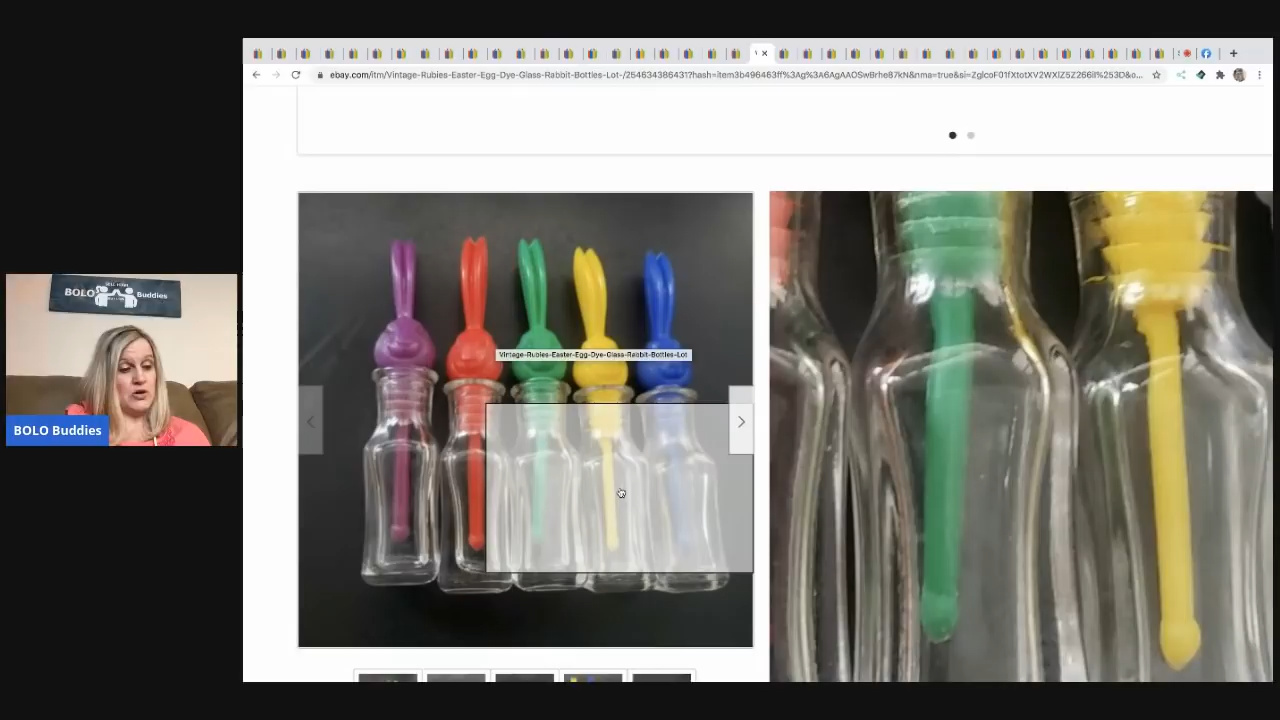 ebay.com/itm/Vintage-Rubies-Easter-Egg-Dye-Glass-Rabbit-Bottles-Lot-/254634386431?hash=item3b496463ff%3Ag%3A6AgAAOSwBrhe87kN&nma=true&si=ZglcoF01fXtotXV2WXlZ5Z266iI%253D&o...
Vintage-Rubies-Easter-Egg-Dye-Glass-Rabbit-Bottles-Lot
BOLO Buddies
BOLO Buddies